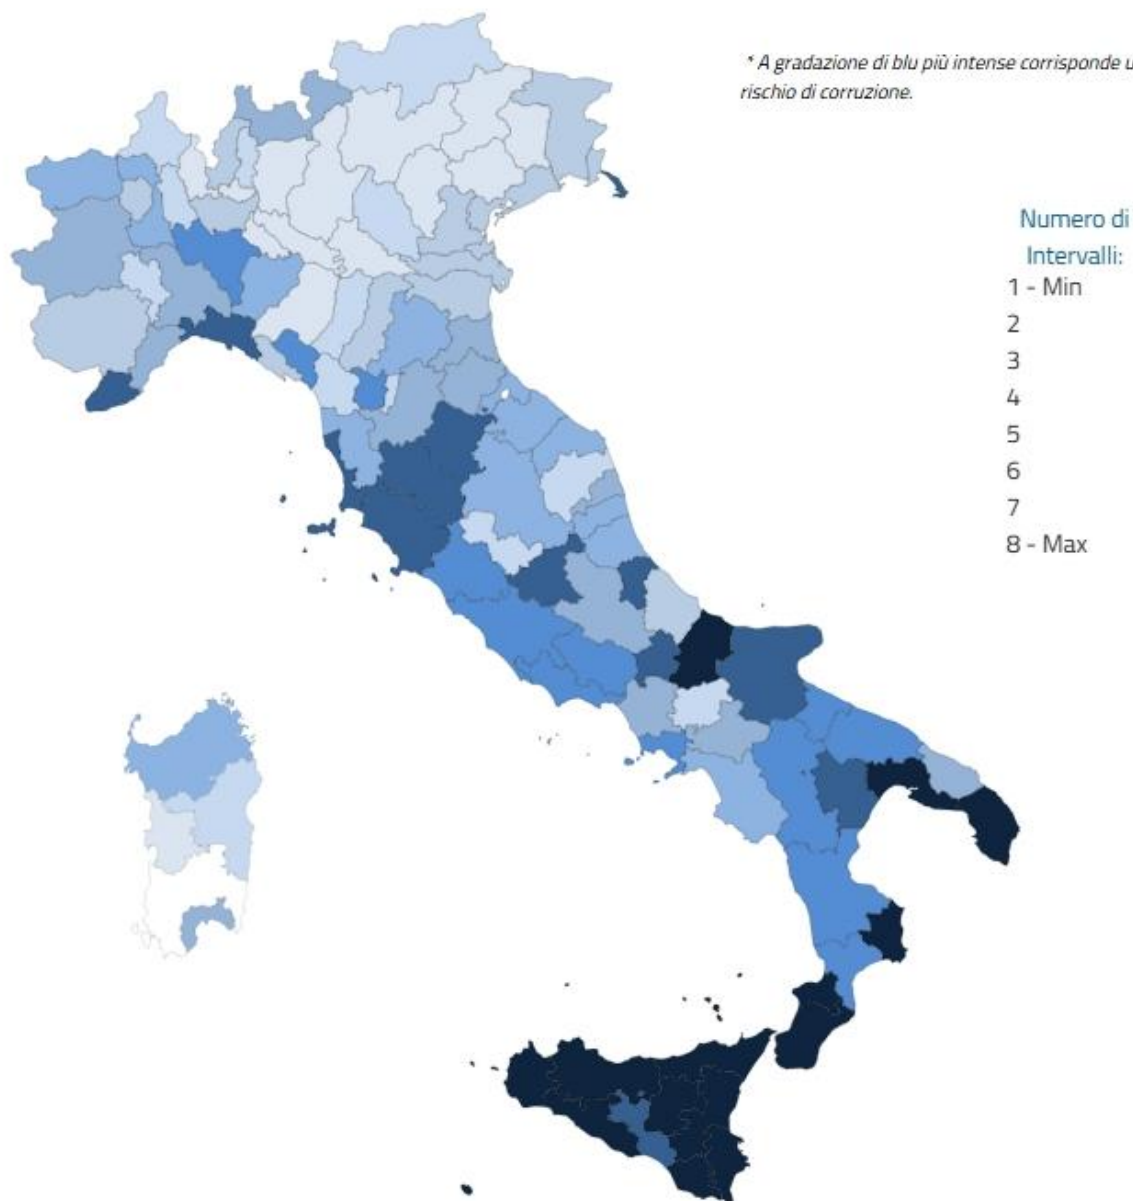 * A gradazione di blu più intense corrisponde u
rischio di corruzione.
Numero di
Intervalli:
1 - Min
2
3
4
5
6
7
8 - Max